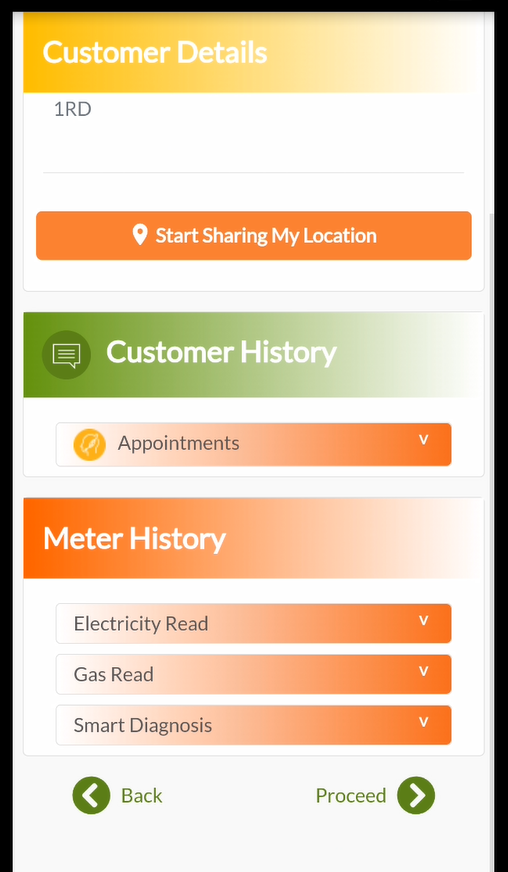 Customer Details
1RD
Start Sharing My Location
Customer History
Appointments
Meter History
Electricity Read
Gas Read
Smart Diagnosis
Back
Proceed